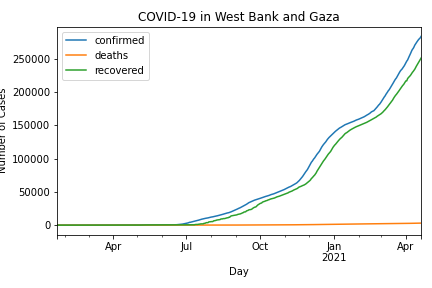 COVID-19 in West Bank and Gaza
confirmed
deaths
recovered
250000
200000
150000
100000
50000
0
Number of Cases
Apr Jul Oct Jan Apr
2021
Day